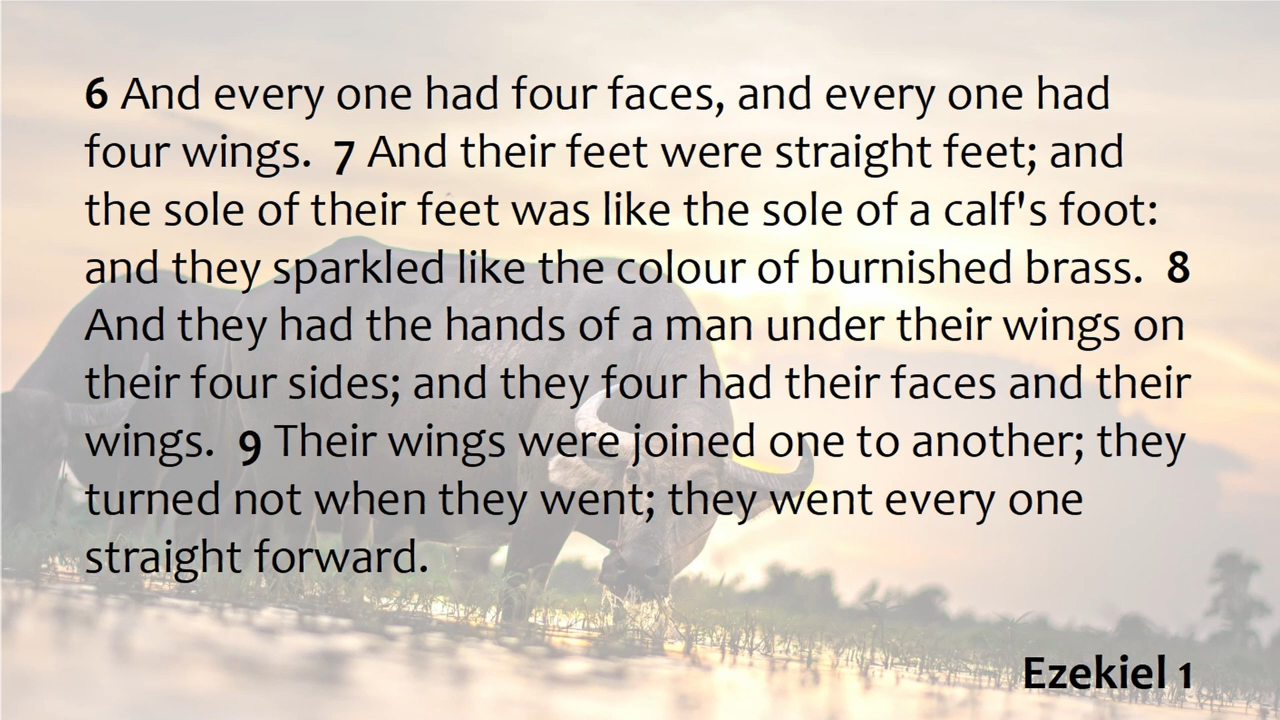 6 And every one had four faces, and every one had
four wings.  7 And their feet were straight feet; and
the sole of their feet was like the sole of a calf's foot:
and they sparkled like the colour of burnished brass.  8
And they had the hands of a man under their wings on
their four sides; and they four had their faces and their
wings.  9 Their wings were joined one to another; they
turned not when they went; they went every one
straight forward.
Ezekiel 1